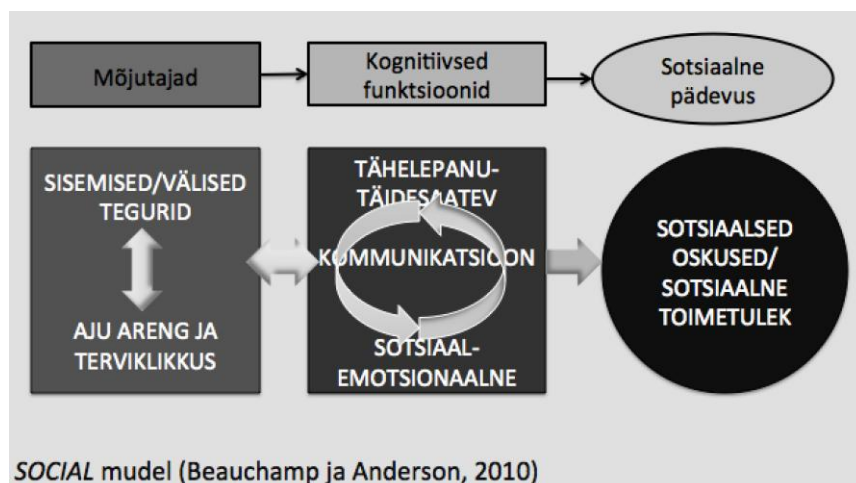 Mõjutajad
Kognitiivsed
funktsioonid
Sotsiaalne
pädevus
SISEMISED/VÄLISED
TEGURID
AJU ARENG JA
TERVIKLIKKUS
TÄHELEPANU-
TÄIDESAATEV
KOMMUNIKATSIOON
SOTSIAAL-
EMOTSIONAALNE
SOTSIAALSED
OSKUSED/
SOTSIAALNE
TOIMETULEK
SOCIAL mudel (Beauchamp ja Anderson, 2010)